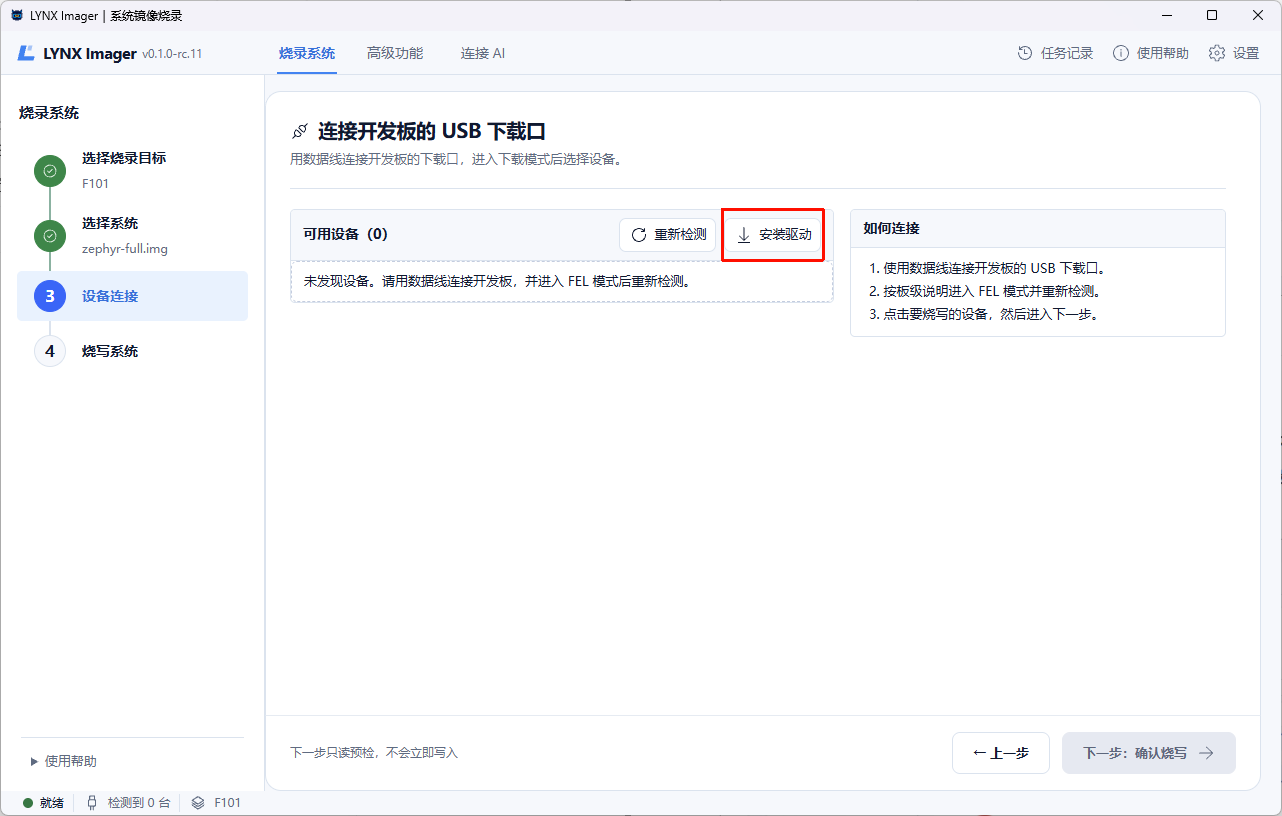 LYNX Imager | 系统镜像烧录
LYNX Imager v0.1.0-rc.11
烧录系统 高级功能 连接 AI
任务记录 使用帮助 设置
烧录系统
选择烧录目标
F101
选择系统
zephyr-full.img
3 设备连接
4 烧写系统
使用帮助
连接开发板的 USB 下载口
用数据线连接开发板的下载口，进入下载模式后选择设备。
可用设备（0） 重新检测 安装驱动
未发现设备。请用数据线连接开发板，并进入 FEL 模式后重新检测。
如何连接
1. 使用数据线连接开发板的 USB 下载口。
2. 按板级说明进入 FEL 模式并重新检测。
3. 点击要烧写的设备，然后进入下一步。
下一步只读预检，不会立即写入
←上一步 下一步：确认烧写 →
就绪 检测到 0 台 F101